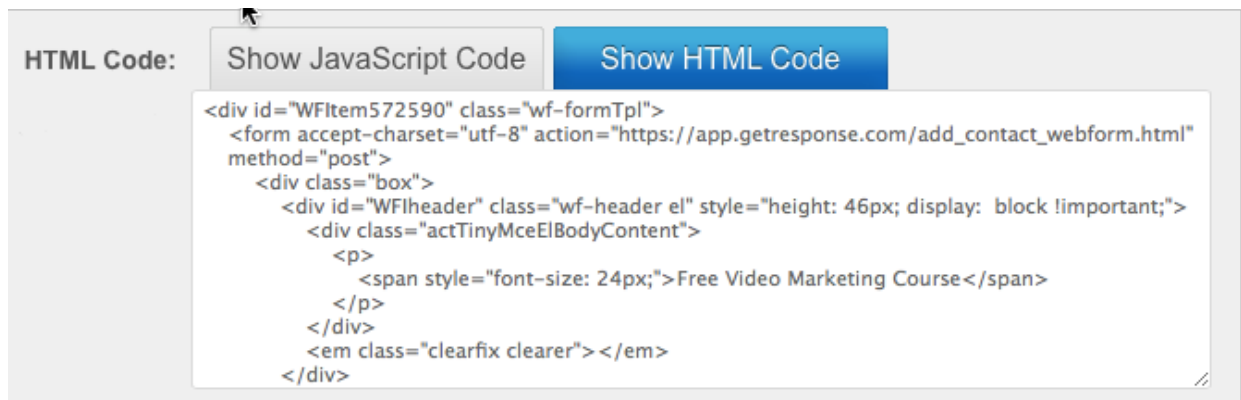 HTML Code: Show JavaScript Code Show HTML Code
<div id="WFItem572590" class="wf-formTpl">
<form accept-charset="utf-8" action="https://app.getresponse.com/add_contact_webform.html"
method="post">
<div class="box">
<div id="WFIheader" class="wf-header el" style="height: 46px; display:  block !important;">
<div class="actTinyMceElBodyContent">
<p>
<span style="font-size: 24px;">Free Video Marketing Course</span>
</p>
</div>
<em class="clearfix clearer"></em>
</div>